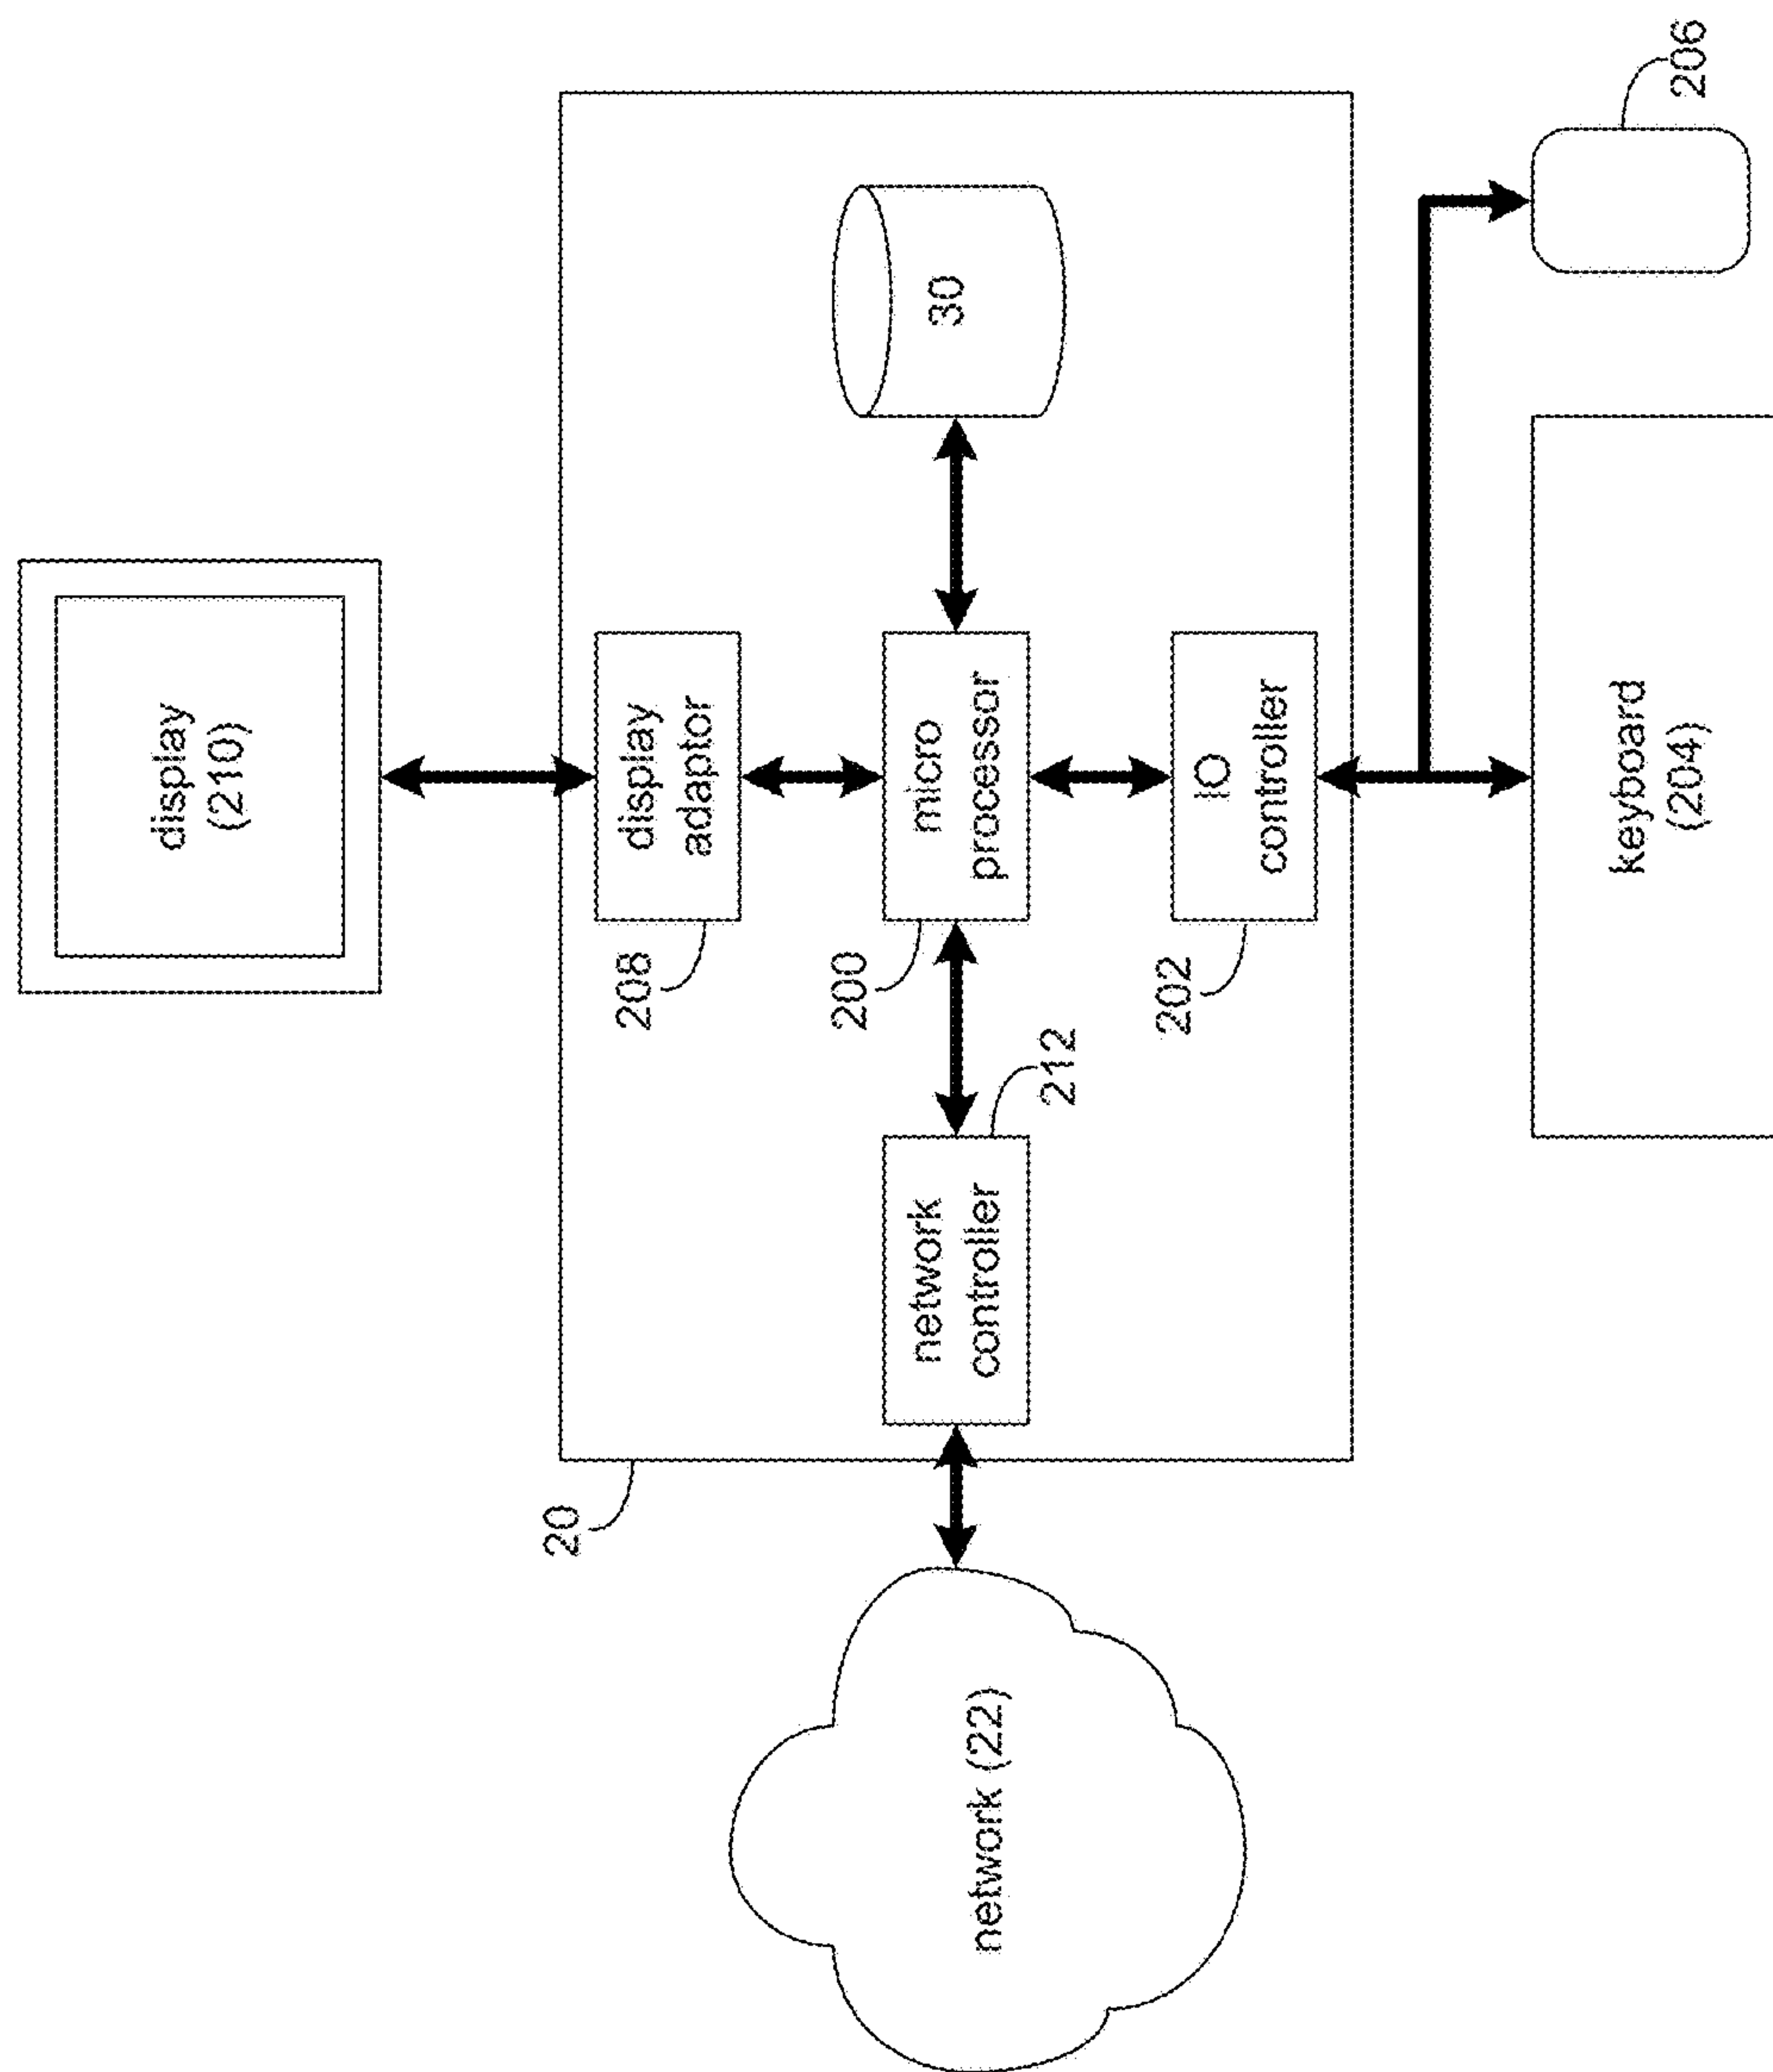 display
(210)
20
208
display
adaptor
network (22)
network
controller
212
200
micro
processor
30
202
IO
controller
keyboard
(204)
206